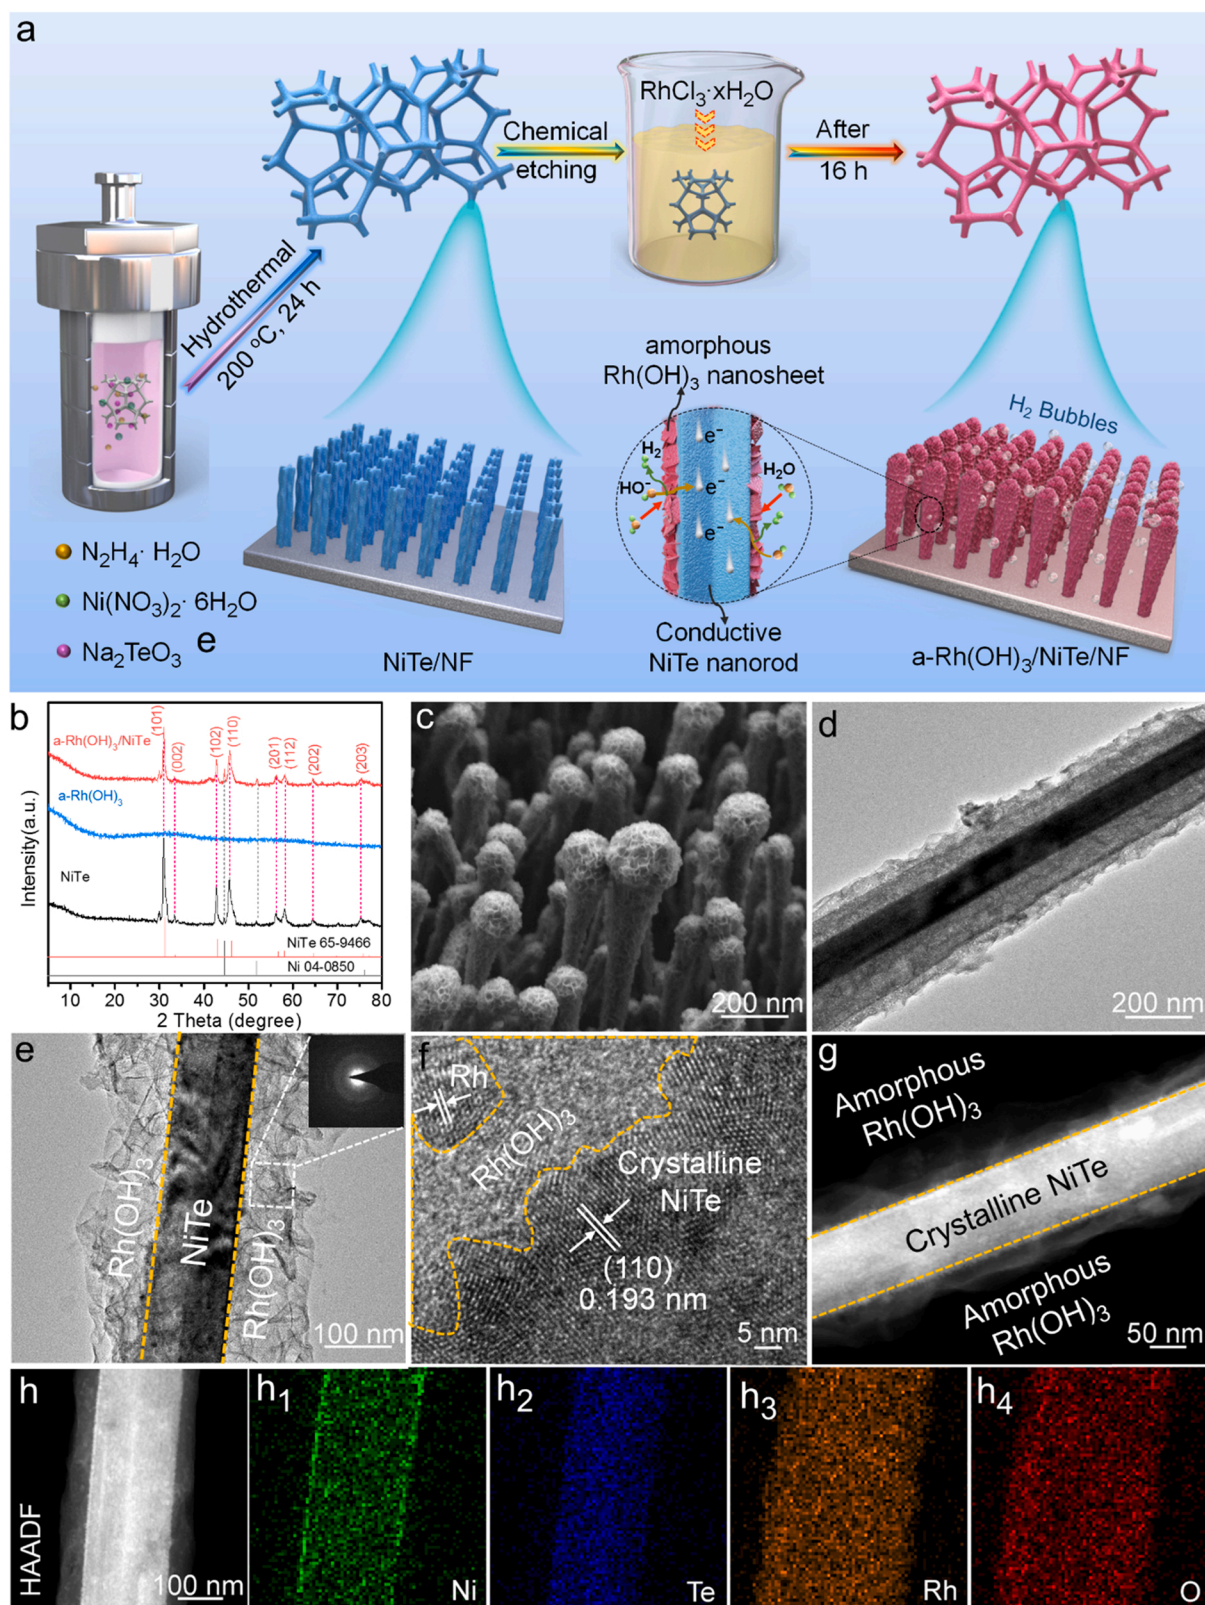 a
RhCl₃·xH₂O
Chemical
etching
After
16 h
Hydrothermal
200 °C, 24 h
amorphous
Rh(OH)₃ nanosheet
H₂ Bubbles
e⁻
H₂
H₂O
HO⁻
e⁻
e⁻
N₂H₄· H₂O
Ni(NO₃)₂· 6H₂O
Na₂TeO₃
e
NiTe/NF
Conductive
NiTe nanorod
a-Rh(OH)₃/NiTe/NF
b
(101)
(002)
(102)
(110)
(201)
(112)
(202)
(203)
a-Rh(OH)₃/NiTe
a-Rh(OH)₃
NiTe
NiTe 65-9466
Ni 04-0850
Intensity(a.u.)
10 20 30 40 50 60 70 80
2 Theta (degree)
c
200 nm
d
200 nm
e
Rh(OH)₃
NiTe
Rh(OH)₃
100 nm
f
Rh
Rh(OH)₃
Crystalline
NiTe
(110)
0.193 nm
5 nm
g
Amorphous
Rh(OH)₃
Crystalline NiTe
Amorphous
Rh(OH)₃
50 nm
h
HAADF
100 nm
h₁
Ni
h₂
Te
h₃
Rh
h₄
O